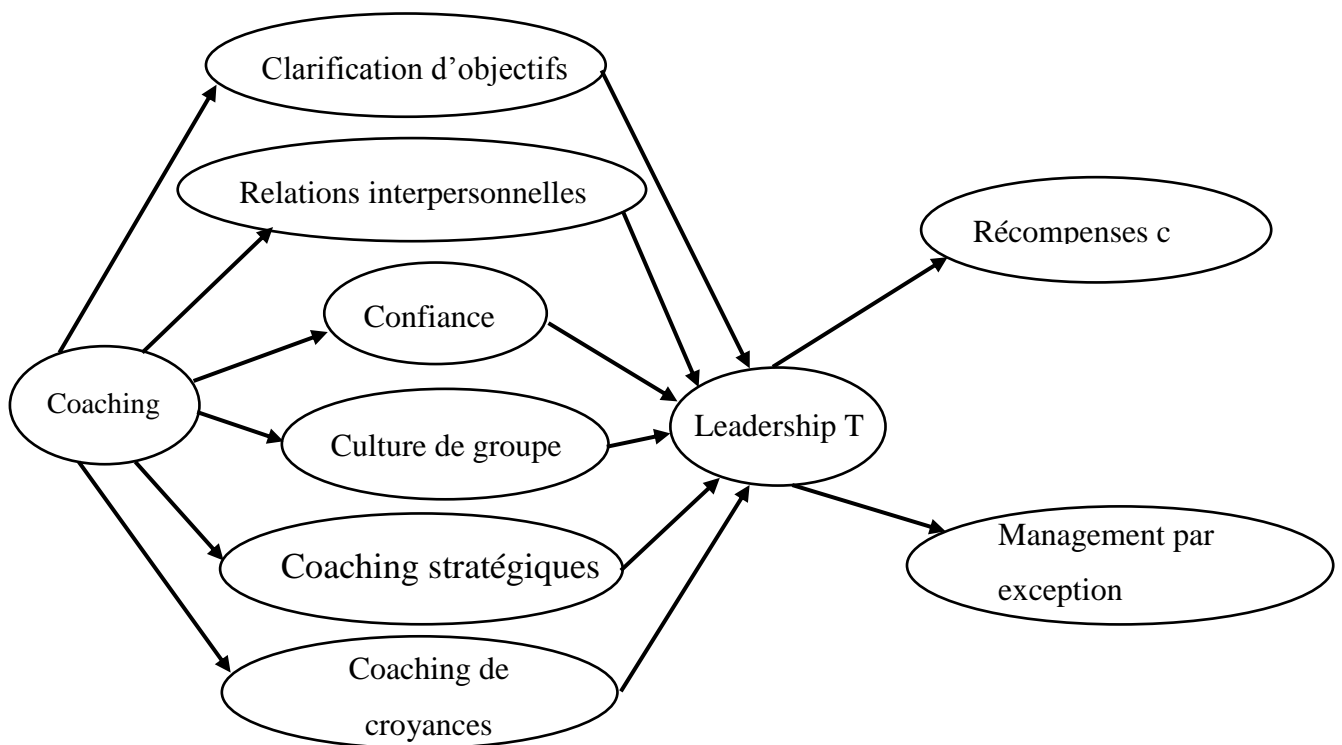 Clarification d’objectifs
Relations interpersonnelles
Récompenses c
Confiance
Coaching
Leadership T
Culture de groupe
Coaching stratégiques
Management par
exception
Coaching de
croyances